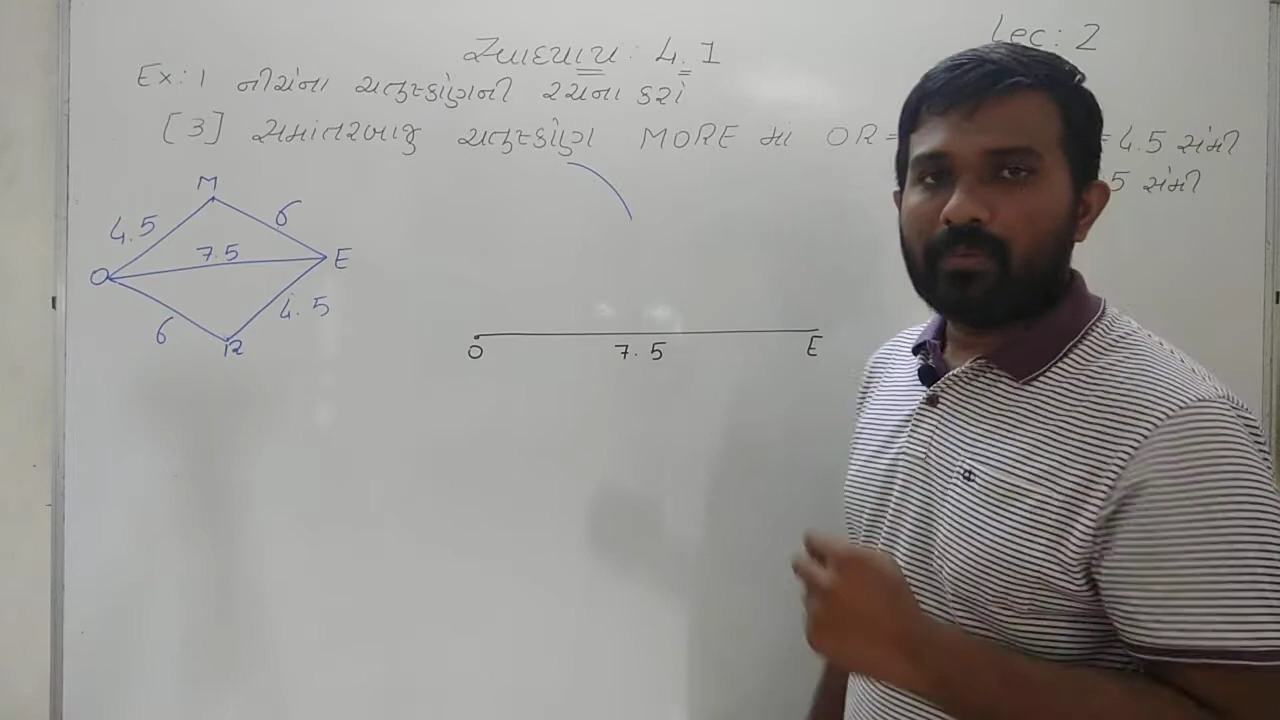 Lec: 2
સ્વાધ્યાય: 4.1
Ex: 1 નીચેના ચતુષ્કોણની રચના કરો
[3] સમાંતરબાજુ ચતુષ્કોણ MORE માં OR= =4.5 સેમી
5 સેમી
M
4.5 6
7.5
O E
6 4.5
R
O 7.5 E